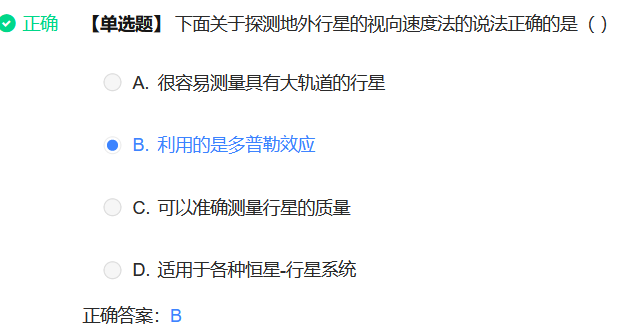 正确 【单选题】 下面关于探测地外行星的视向速度法的说法正确的是（ ）
A. 很容易测量具有大轨道的行星
B. 利用的是多普勒效应
C. 可以准确测量行星的质量
D. 适用于各种恒星-行星系统
正确答案：B